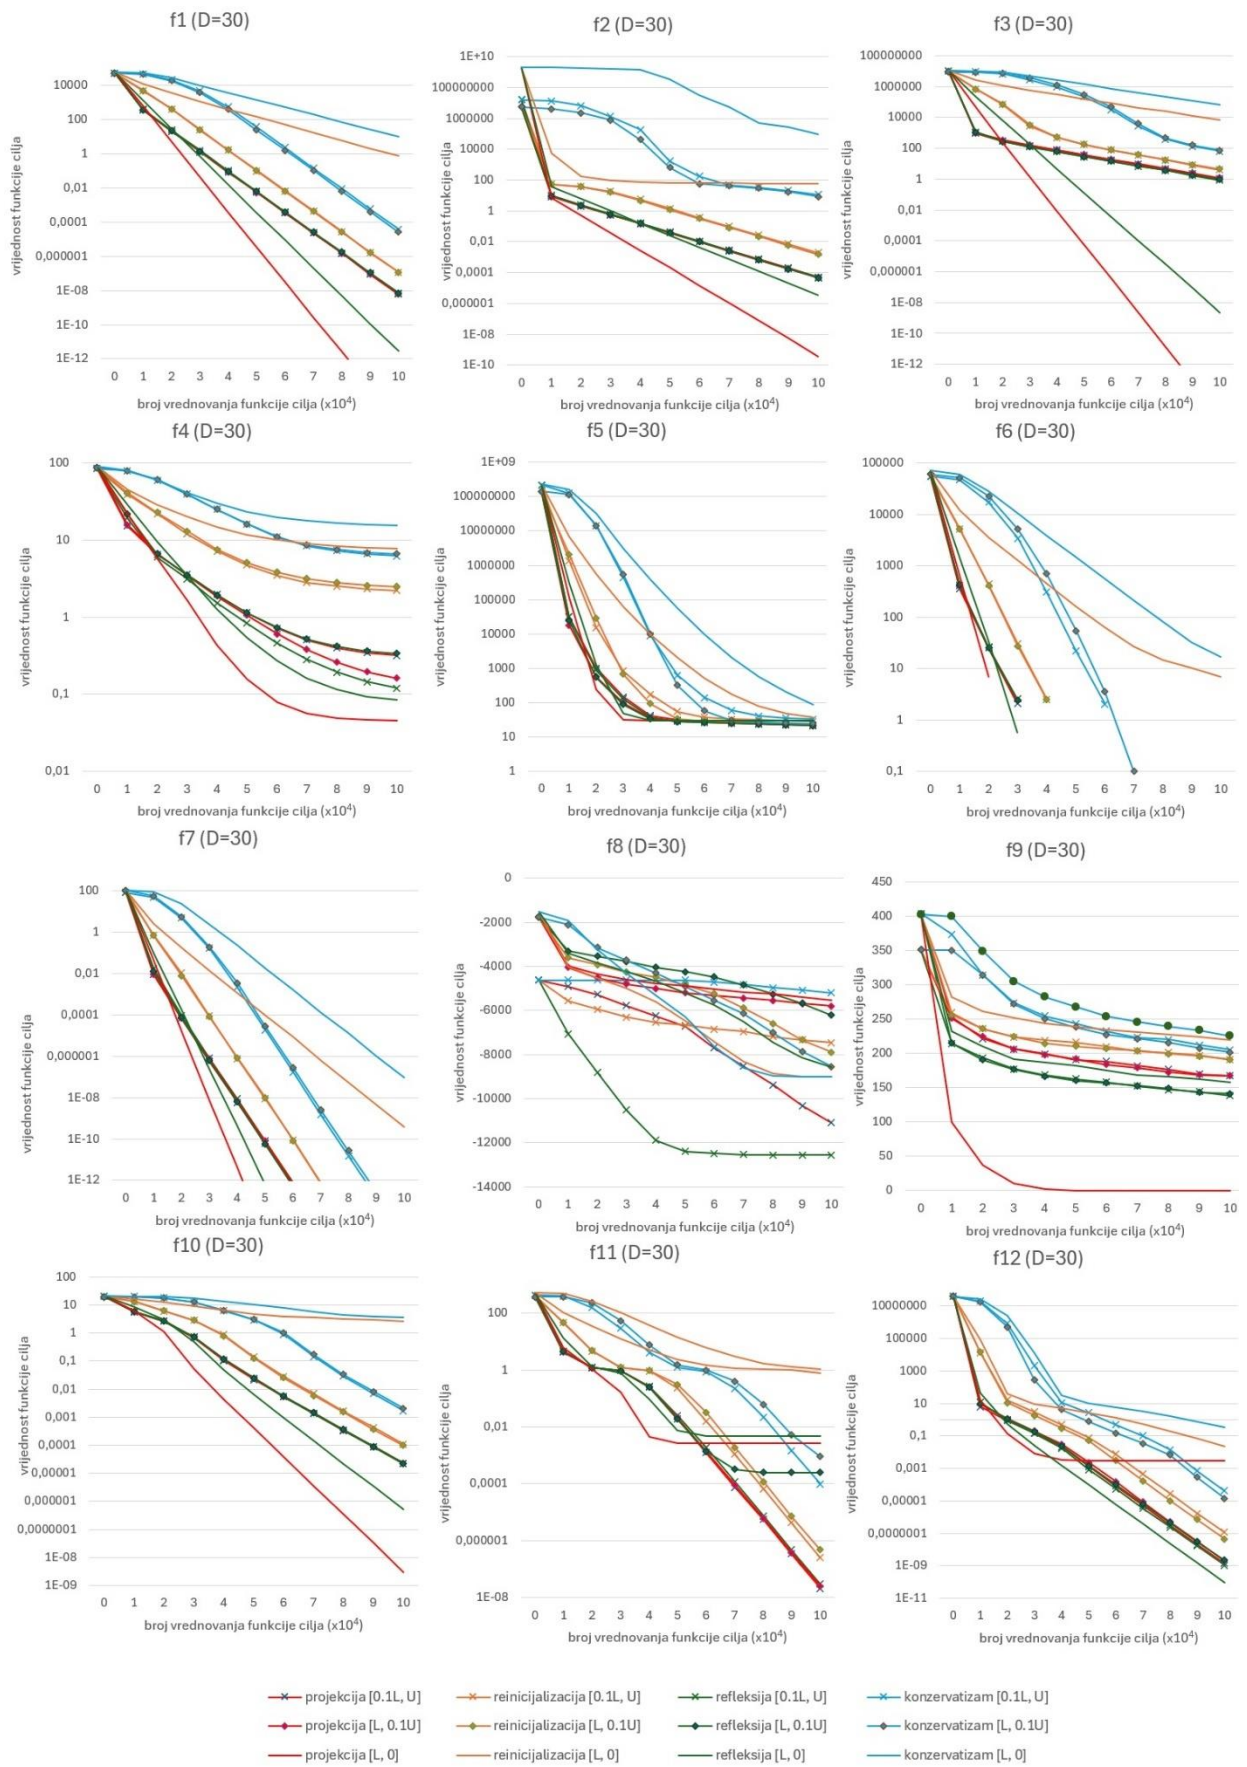 f1 (D=30)
f2 (D=30)
f3 (D=30)
vrijednost funkcije cilja
10000
100
1
0,01
0,0001
0,000001
1E-08
1E-10
1E-12
0 1 2 3 4 5 6 7 8 9 10
broj vrednovanja funkcije cilja (x10⁴)
vrijednost funkcije cilja
1E+10
100000000
1000000
10000
100
1
0,01
0,0001
0,000001
1E-08
1E-10
0 1 2 3 4 5 6 7 8 9 10
broj vrednovanja funkcije cilja (x10⁴)
vrijednost funkcije cilja
100000000
1000000
10000
100
1
0,01
0,0001
0,000001
1E-08
1E-10
1E-12
0 1 2 3 4 5 6 7 8 9 10
broj vrednovanja funkcije cilja (x10⁴)
f4 (D=30)
f5 (D=30)
f6 (D=30)
vrijednost funkcije cilja
100
10
1
0,1
0,01
0 1 2 3 4 5 6 7 8 9 10
broj vrednovanja funkcije cilja (x10⁴)
vrijednost funkcije cilja
1E+09
100000000
10000000
1000000
100000
10000
1000
100
10
1
0 1 2 3 4 5 6 7 8 9 10
broj vrednovanja funkcije cilja (x10⁴)
vrijednost funkcije cilja
100000
10000
1000
100
10
1
0,1
0 1 2 3 4 5 6 7 8 9 10
broj vrednovanja funkcije cilja (x10⁴)
f7 (D=30)
f8 (D=30)
f9 (D=30)
vrijednost funkcije cilja
100
1
0,01
0,0001
0,000001
1E-08
1E-10
1E-12
0 1 2 3 4 5 6 7 8 9 10
broj vrednovanja funkcije cilja (x10⁴)
vrijednost funkcije cilja
0
-2000
-4000
-6000
-8000
-10000
-12000
-14000
0 1 2 3 4 5 6 7 8 9 10
broj vrednovanja funkcije cilja (x10⁴)
vrijednost funkcije cilja
450
400
350
300
250
200
150
100
50
0
0 1 2 3 4 5 6 7 8 9 10
broj vrednovanja funkcije cilja (x10⁴)
f10 (D=30)
f11 (D=30)
f12 (D=30)
vrijednost funkcije cilja
100
10
1
0,1
0,01
0,001
0,0001
0,00001
0,000001
0,0000001
1E-08
1E-09
0 1 2 3 4 5 6 7 8 9 10
broj vrednovanja funkcije cilja (x10⁴)
vrijednost funkcije cilja
100
1
0,01
0,0001
0,000001
1E-08
0 1 2 3 4 5 6 7 8 9 10
broj vrednovanja funkcije cilja (x10⁴)
vrijednost funkcije cilja
10000000
100000
1000
10
0,1
0,001
0,00001
0,0000001
1E-09
1E-11
0 1 2 3 4 5 6 7 8 9 10
broj vrednovanja funkcije cilja (x10⁴)
projekcija [0.1L, U] reinicijalizacija [0.1L, U] refleksija [0.1L, U] konzervatizam [0.1L, U]
projekcija [L, 0.1U] reinicijalizacija [L, 0.1U] refleksija [L, 0.1U] konzervatizam [L, 0.1U]
projekcija [L, 0] reinicijalizacija [L, 0] refleksija [L, 0] konzervatizam [L, 0]